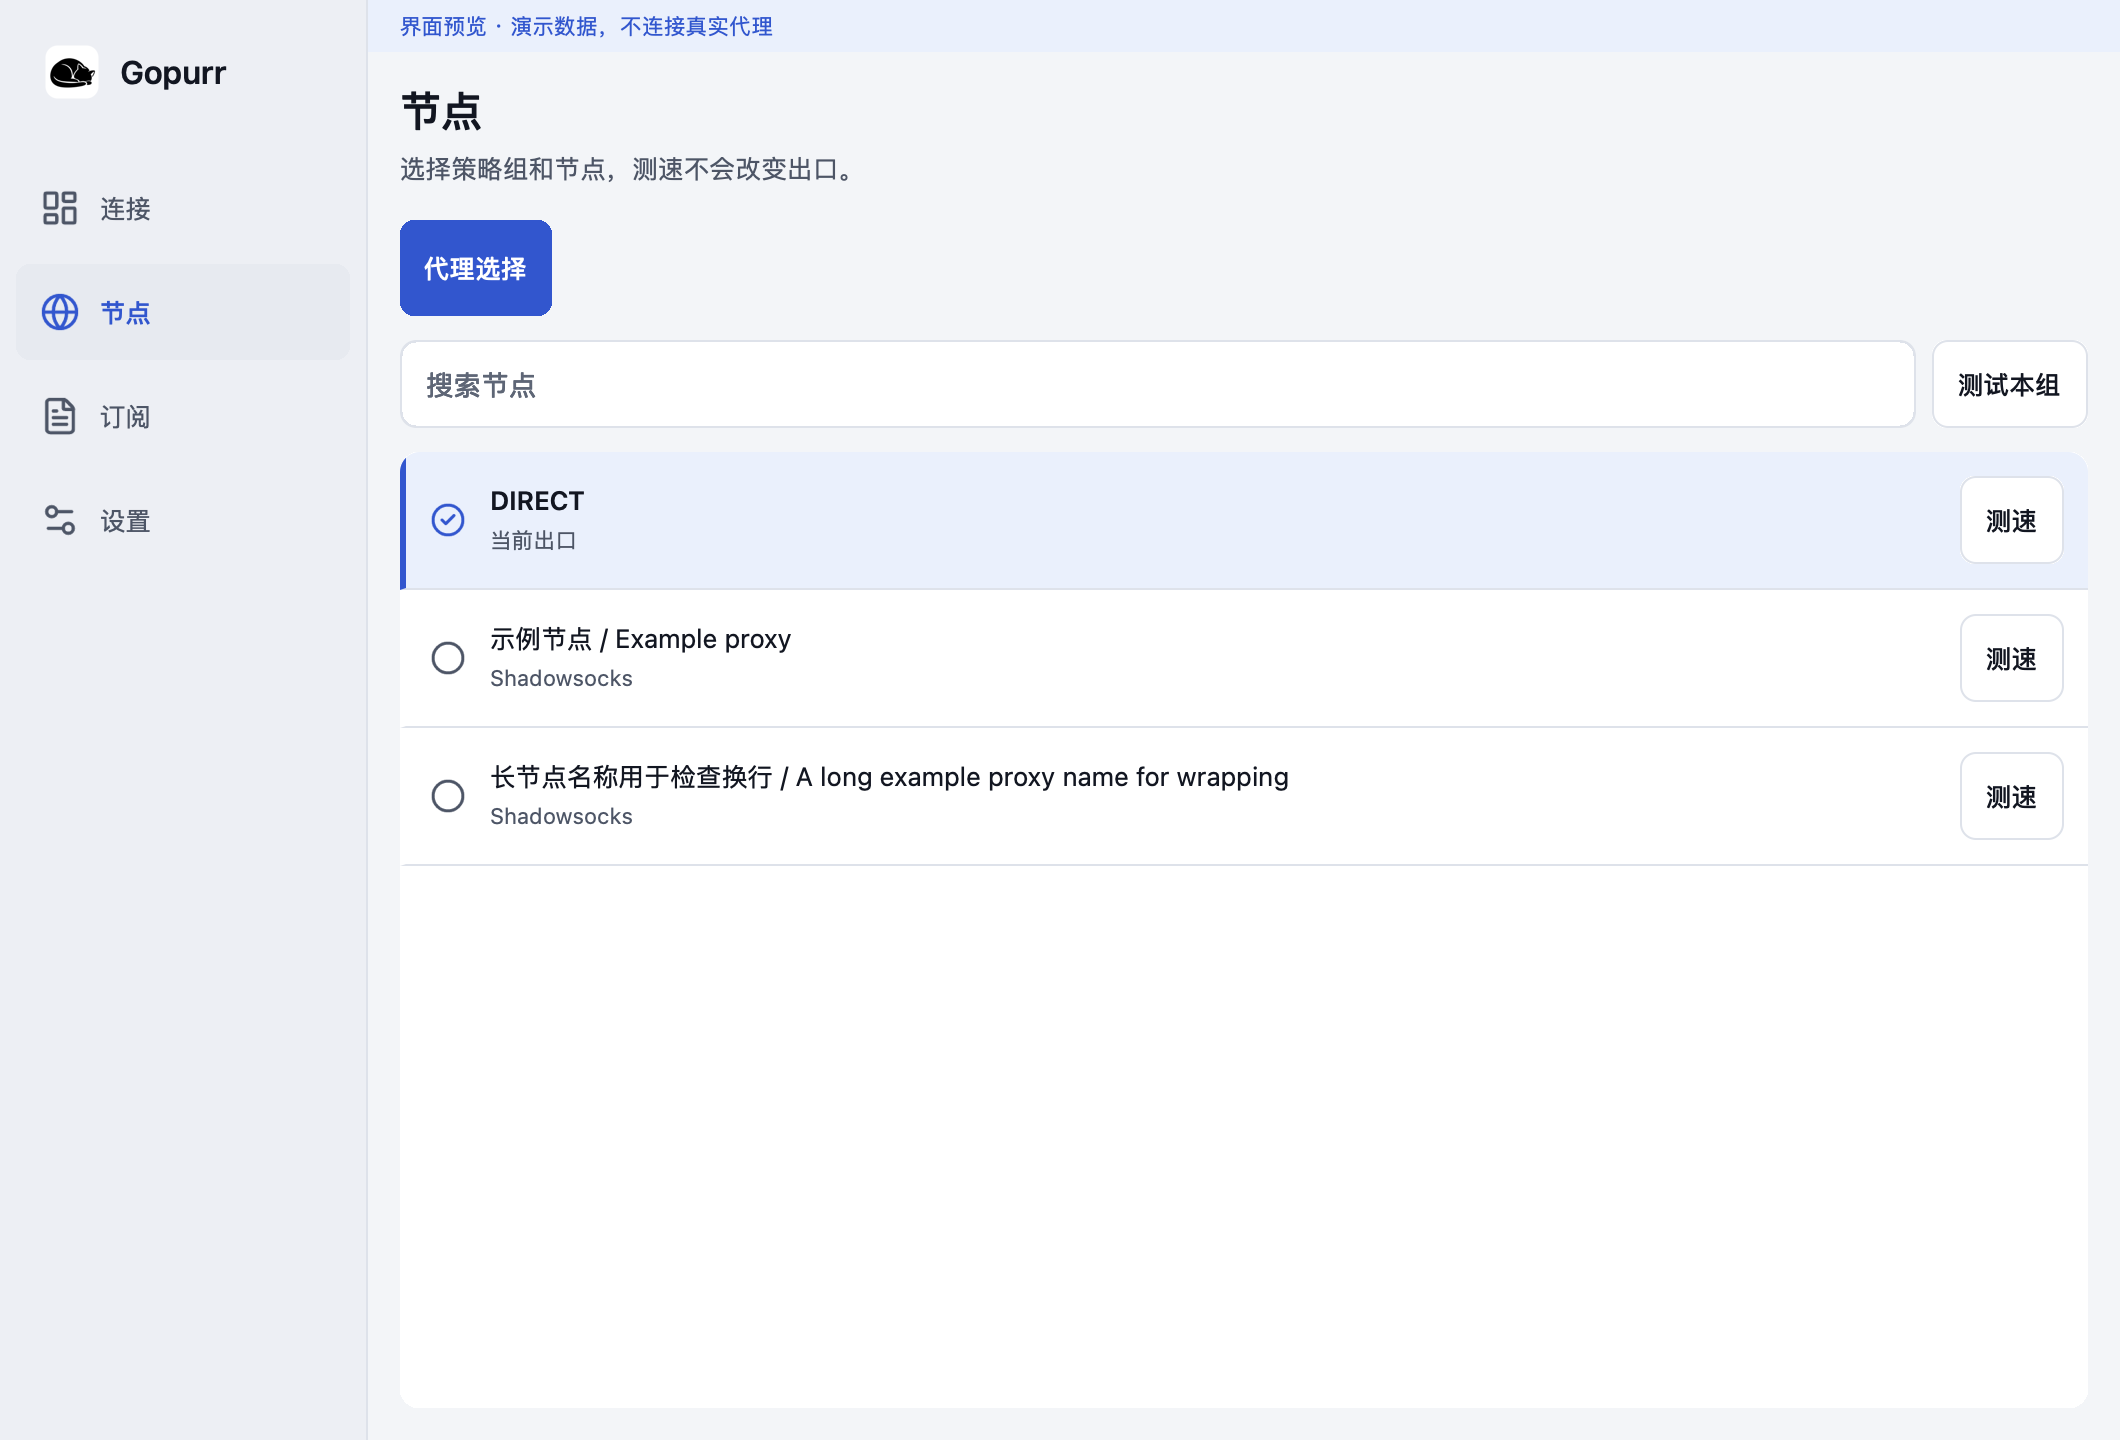 Gopurr
连接
节点
订阅
设置
界面预览 · 演示数据，不连接真实代理
节点
选择策略组和节点，测速不会改变出口。
代理选择
搜索节点
测试本组
DIRECT
当前出口
测速
示例节点 / Example proxy
Shadowsocks
测速
长节点名称用于检查换行 / A long example proxy name for wrapping
Shadowsocks
测速